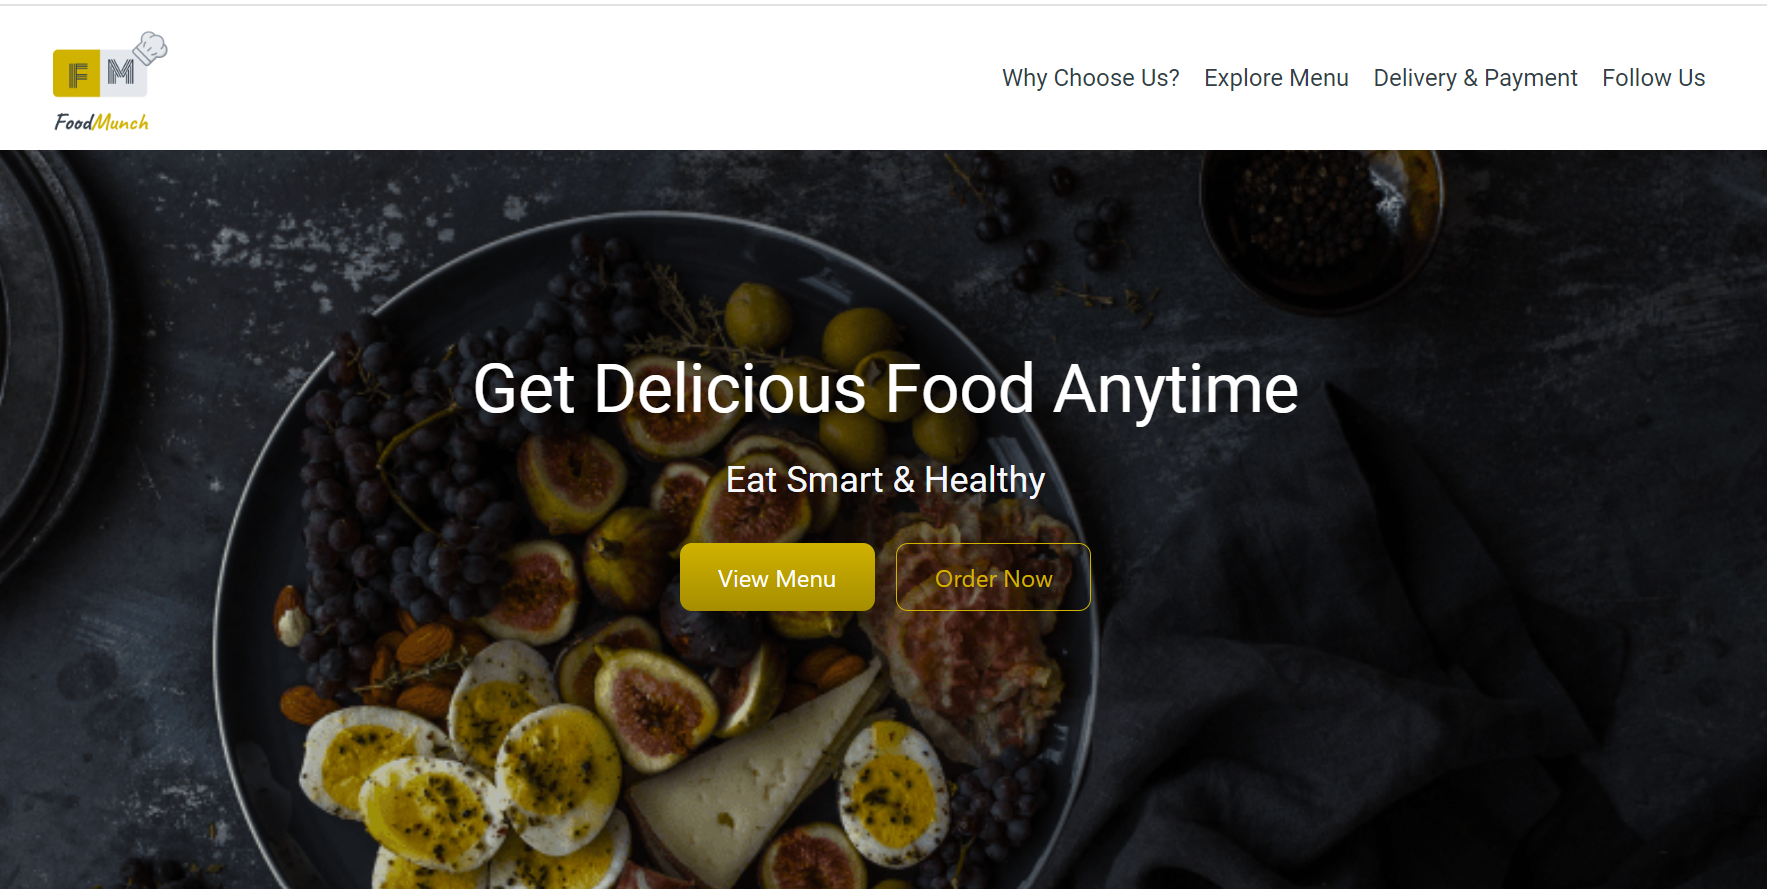 F M
FoodMunch
Why Choose Us? Explore Menu Delivery & Payment Follow Us
Get Delicious Food Anytime
Eat Smart & Healthy
View Menu Order Now